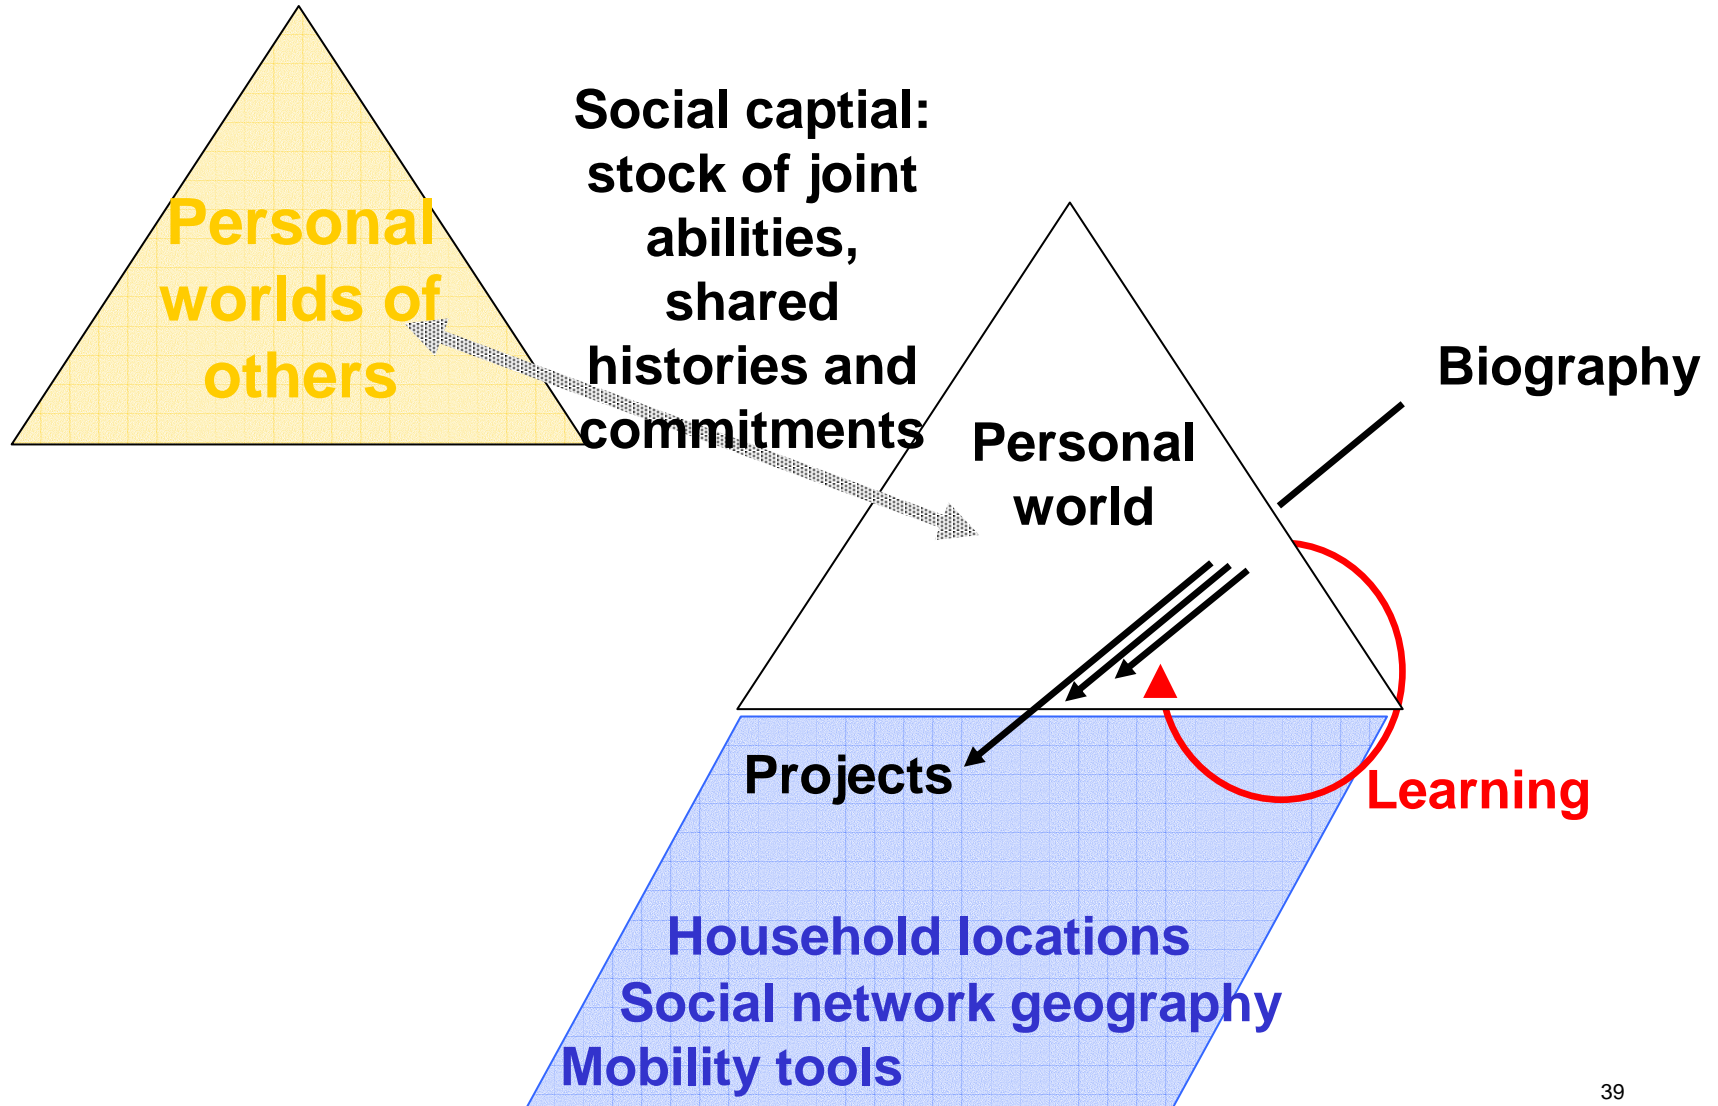 Social captial:
stock of joint
abilities,
shared
histories and
commitments
Personal
worlds of
others
Biography
Personal
world
Projects
Learning
Household locations
Social network geography
Mobility tools
39